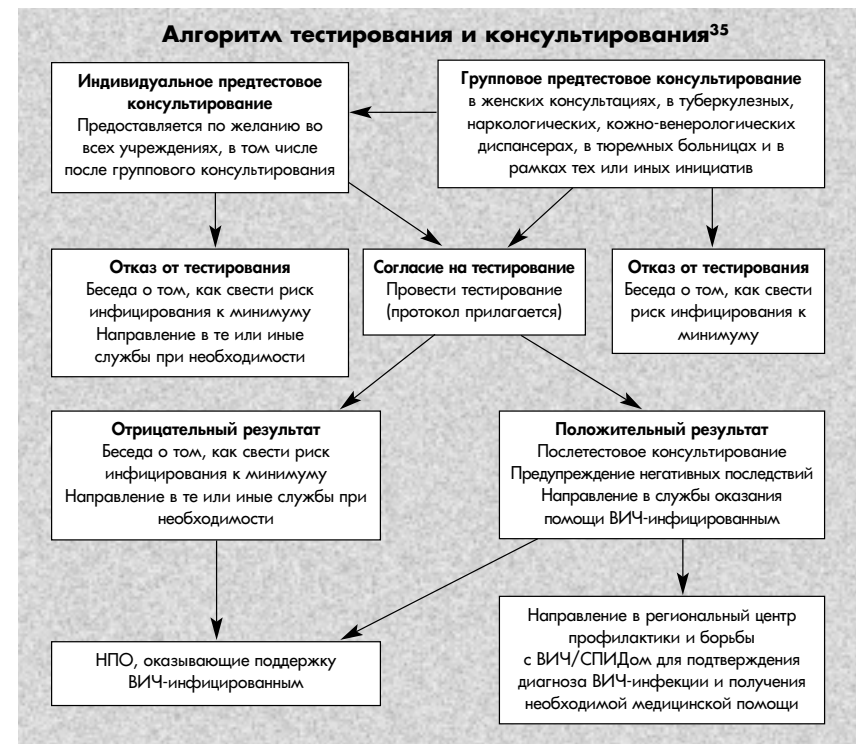 Алгоритм тестирования и консультирования³⁵
Индивидуальное предтестовое
консультирование
Предоставляется по желанию во
всех учреждениях, в том числе
после группового консультирования
Групповое предтестовое консультирование
в женских консультациях, в туберкулезных,
наркологических, кожно-венерологических
диспансерах, в тюремных больницах и в
рамках тех или иных инициатив
Отказ от тестирования
Беседа о том, как свести риск
инфицирования к минимуму
Направление в те или иные
службы при необходимости
Согласие на тестирование
Провести тестирование
(протокол прилагается)
Отказ от тестирования
Беседа о том, как свести
риск инфицирования к
минимуму
Отрицательный результат
Беседа о том, как свести риск
инфицирования к минимуму
Направление в те или иные службы при
необходимости
Положительный результат
Послетестовое консультирование
Предупреждение негативных последствий
Направление в службы оказания
помощи ВИЧ-инфицированным
НПО, оказывающие поддержку
ВИЧ-инфицированным
Направление в региональный центр
профилактики и борьбы
с ВИЧ/СПИДом для подтверждения
диагноза ВИЧ-инфекции и получения
необходимой медицинской помощи